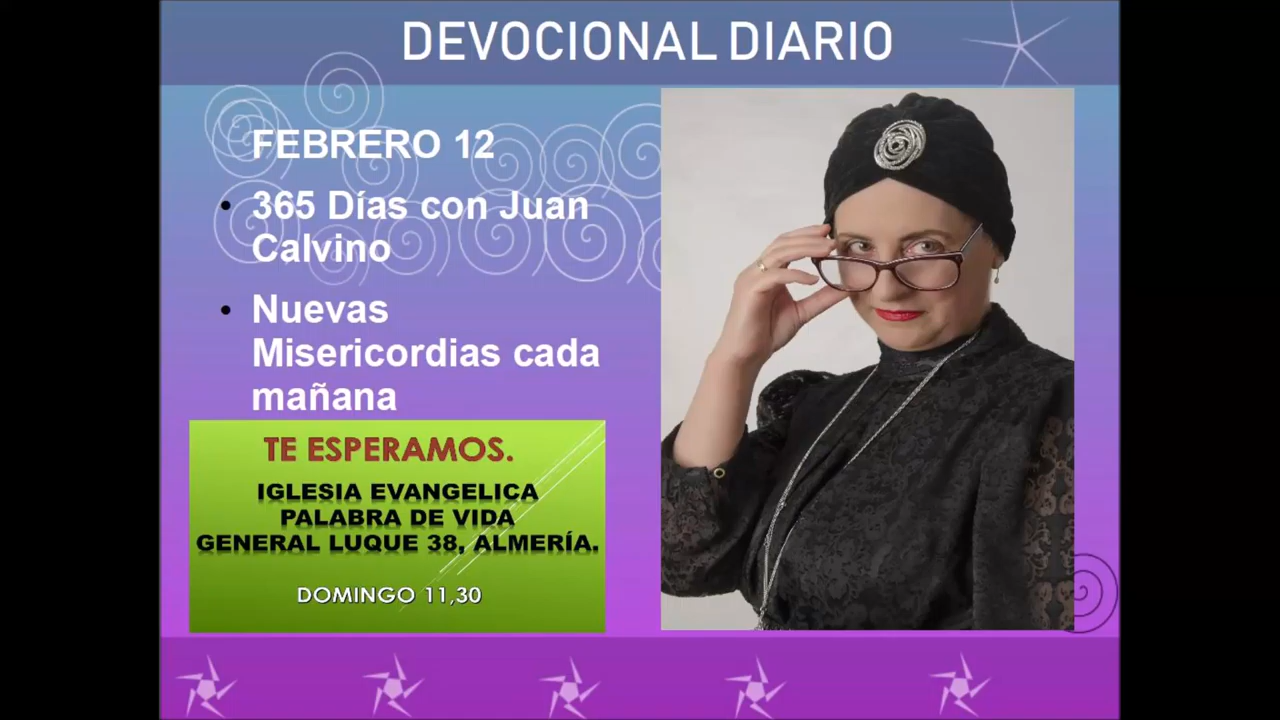 DEVOCIONAL DIARIO
FEBRERO 12
• 365 Días con Juan
Calvino
• Nuevas
Misericordias cada
mañana
TE ESPERAMOS.
IGLESIA EVANGELICA
PALABRA DE VIDA
GENERAL LUQUE 38, ALMERÍA.
DOMINGO 11,30